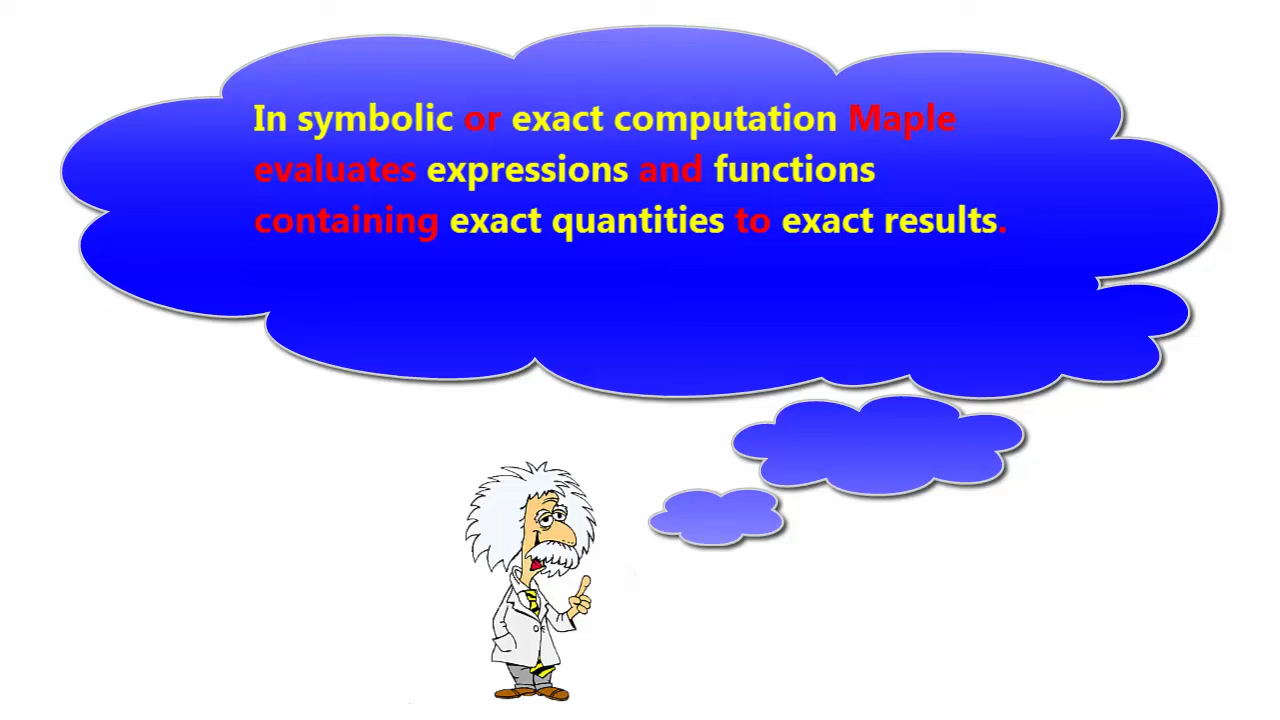 In symbolic or exact computation Maple
evaluates expressions and functions
containing exact quantities to exact results.